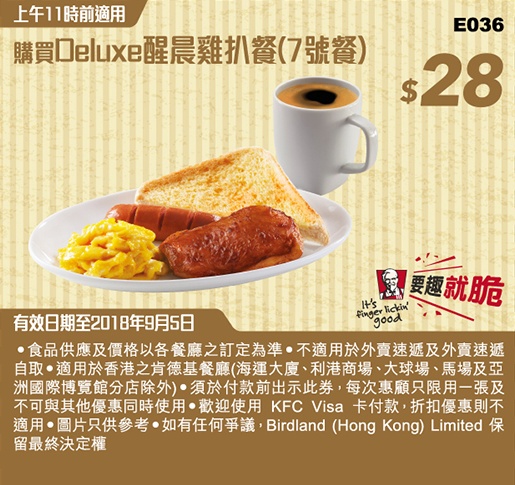 上午11時前適用
E036
購買Deluxe醒晨雞扒餐(7號餐)
$28
KFC
It's finger lickin' good
要趣就脆
有效日期至2018年9月5日
●食品供應及價格以各餐廳之訂定為準●不適用於外賣速遞及外賣速遞
自取●適用於香港之肯德基餐廳(海運大廈、利港商場、大球場、馬場及亞
洲國際博覽館分店除外)●須於付款前出示此券,每次惠顧只限用一張及
不可與其他優惠同時使用●歡迎使用 KFC Visa 卡付款,折扣優惠則不
適用●圖片只供參考●如有任何爭議,Birdland (Hong Kong) Limited 保
留最終決定權